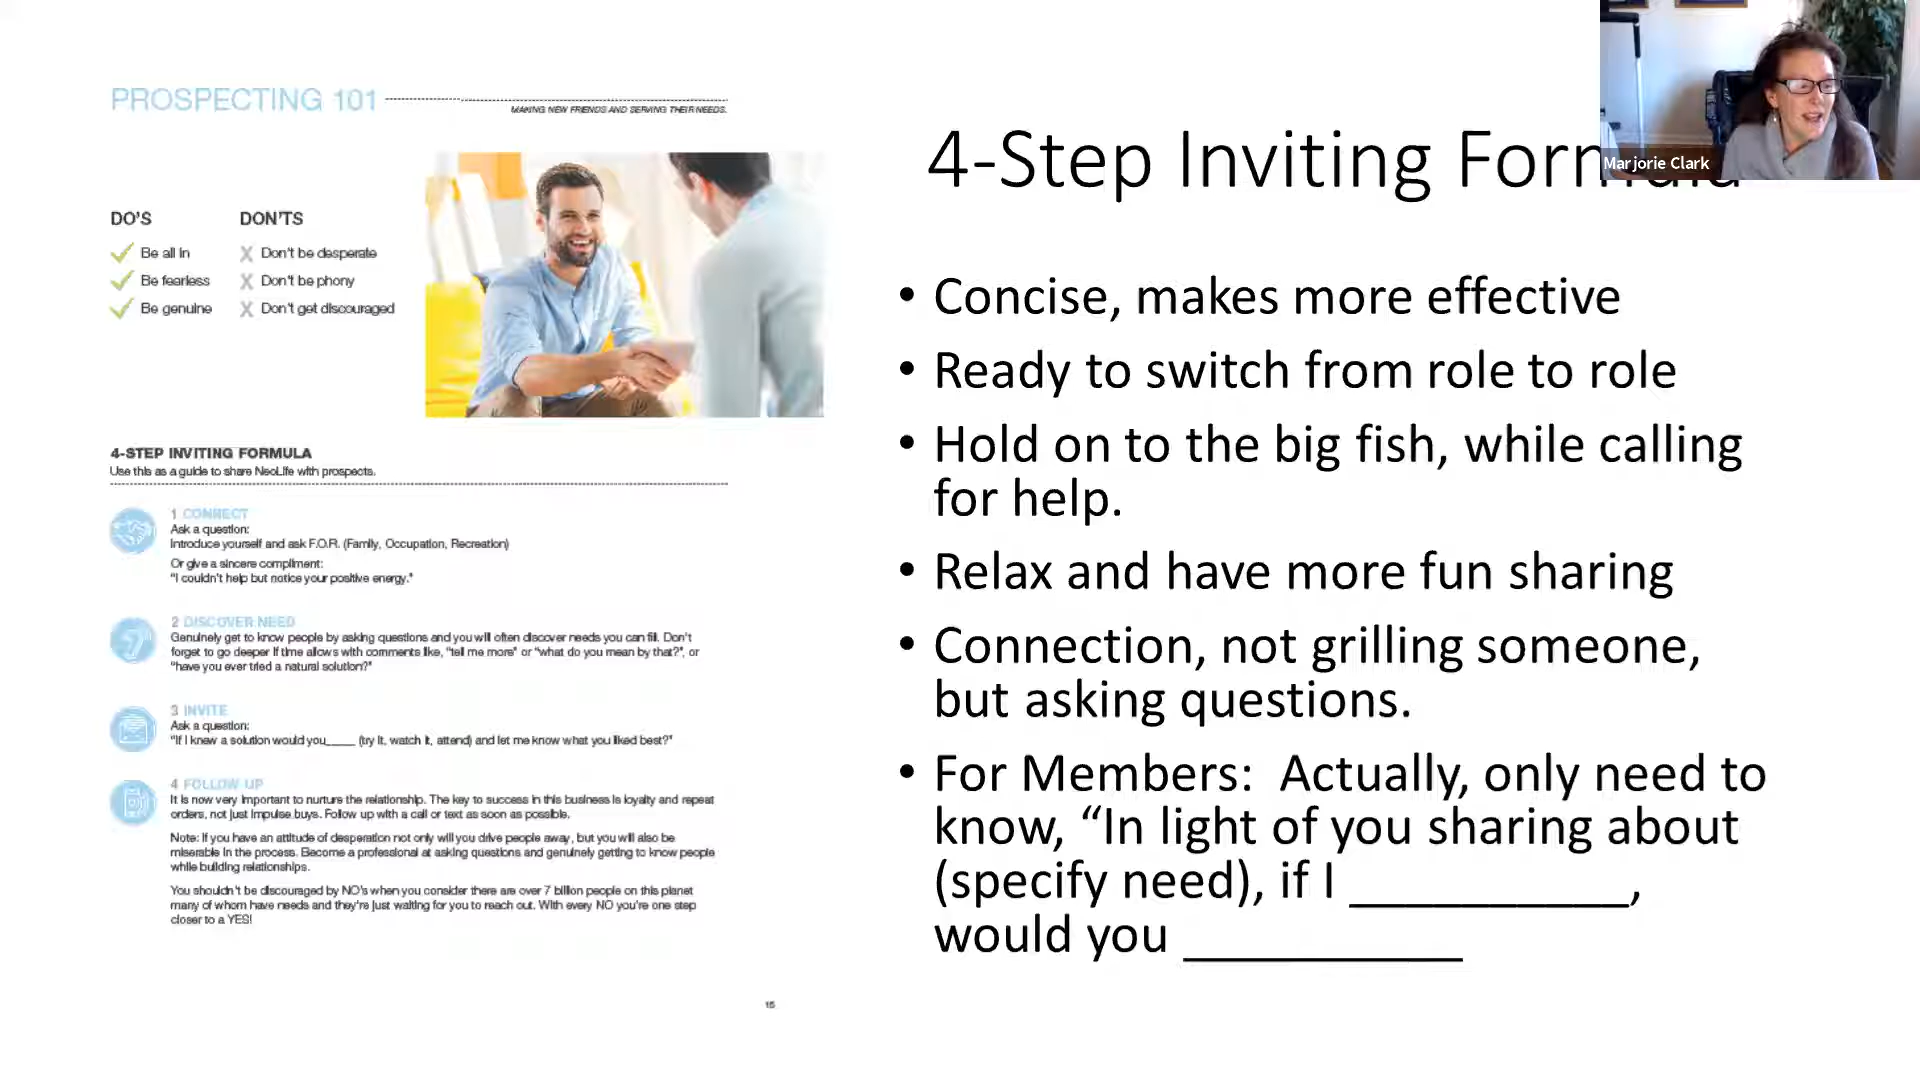 PROSPECTING 101
MAKING NEW FRIENDS AND SERVING THEIR NEEDS.
DO'S
Be all in
Be fearless
Be genuine
DON'TS
Don't be desperate
Don't be phony
Don't get discouraged
4-STEP INVITING FORMULA
Use this as a guide to share NeoLife with prospects.
1 CONNECT
Ask a question:
Introduce yourself and ask F.O.R. (Family, Occupation, Recreation)
Or give a sincere compliment:
"I couldn't help but notice your positive energy."
2 DISCOVER NEED
Genuinely get to know people by asking questions and you will often discover needs you can fill. Don't
forget to go deeper if time allows with comments like, "tell me more" or "what do you mean by that?", or
"have you ever tried a natural solution?"
3 INVITE
Ask a question:
"If I knew a solution would you_____ (try it, watch it, attend) and let me know what you liked best?"
4 FOLLOW UP
It is now very important to nurture the relationship. The key to success in this business is loyalty and repeat
orders, not just impulse buys. Follow up with a call or text as soon as possible.
Note: If you have an attitude of desperation not only will you drive people away, but you will also be
miserable in the process. Become a professional at asking questions and genuinely getting to know people
while building relationships.
You shouldn't be discouraged by NO's when you consider there are over 7 billion people on this planet
many of whom have needs and they're just waiting for you to reach out. With every NO you're one step
closer to a YES!
15
4-Step Inviting Formula
• Concise, makes more effective
• Ready to switch from role to role
• Hold on to the big fish, while calling
for help.
• Relax and have more fun sharing
• Connection, not grilling someone,
but asking questions.
• For Members: Actually, only need to
know, “In light of you sharing about
(specify need), if I __________,
would you __________
Marjorie Clark